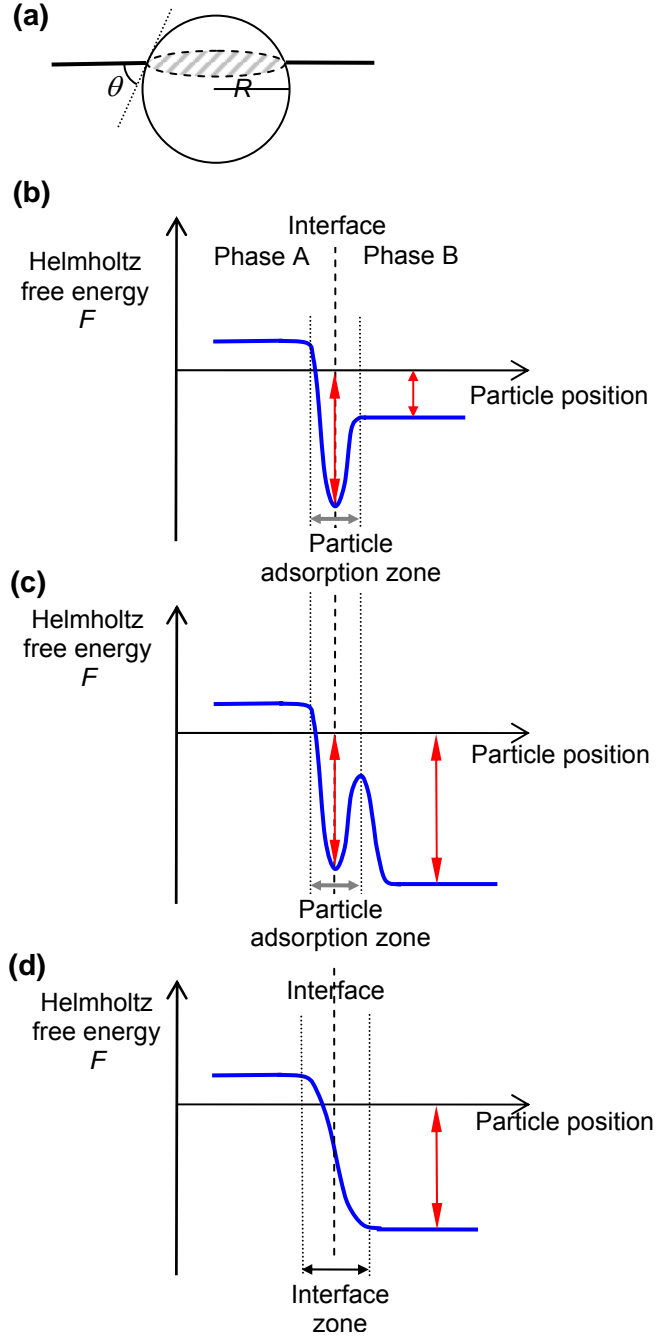 (a)
θ
R
(b)
Interface
Phase A
Phase B
Helmholtz
free energy
F
Particle position
Particle
adsorption zone
(c)
Helmholtz
free energy
F
Particle position
Particle
adsorption zone
(d)
Interface
Helmholtz
free energy
F
Particle position
Interface
zone